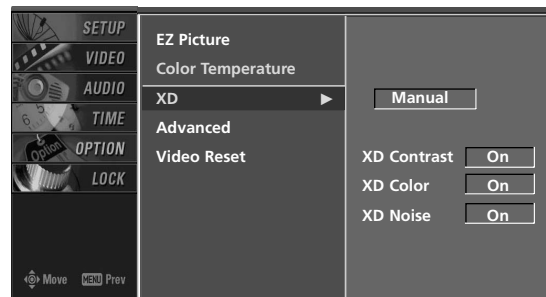 SETUP
VIDEO
AUDIO
TIME
OPTION
LOCK
Move MENU Prev
EZ Picture
Color Temperature
XD
Advanced
Video Reset
Manual
XD Contrast On
XD Color On
XD Noise On